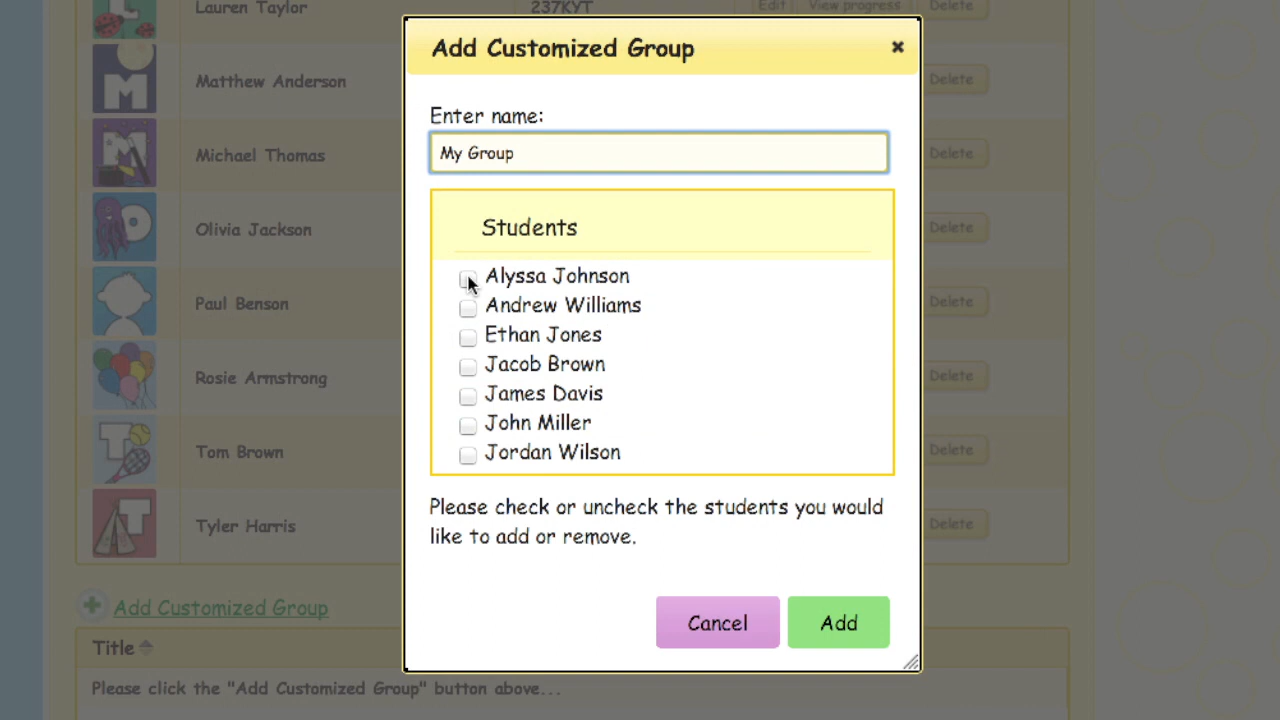 Lauren Taylor 237KYT Edit View progress Delete
Add Customized Group
Matthew Anderson Delete
Enter name:
My Group
Michael Thomas Delete
Students
Olivia Jackson Delete
Alyssa Johnson
Andrew Williams
Paul Benson Delete
Ethan Jones
Jacob Brown
Rosie Armstrong Delete
James Davis
John Miller
Jordan Wilson
Tom Brown Delete
Please check or uncheck the students you would
like to add or remove.
Tyler Harris Delete
Add Customized Group
Cancel Add
Title
Please click the "Add Customized Group" button above...